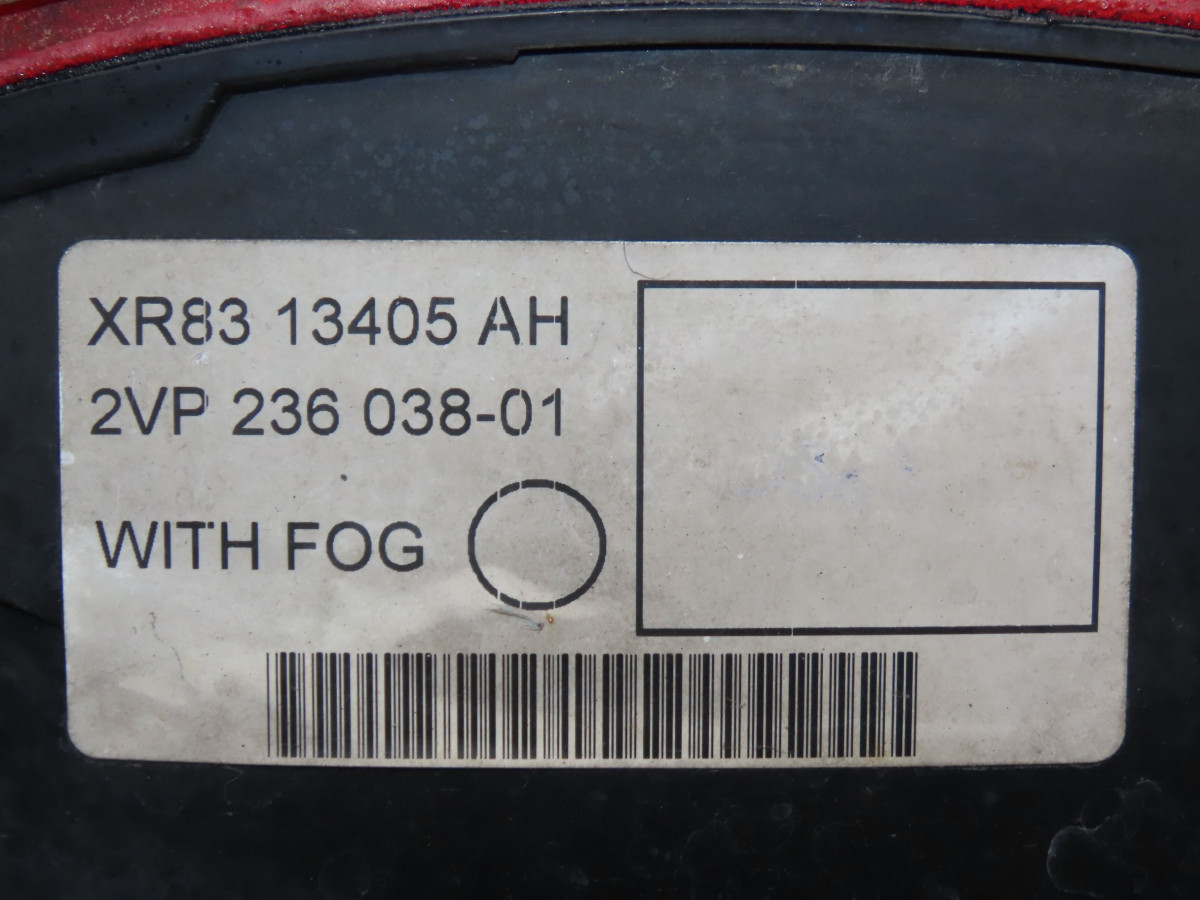 XR83 13405 AH
2VP 236 038-01
WITH FOG